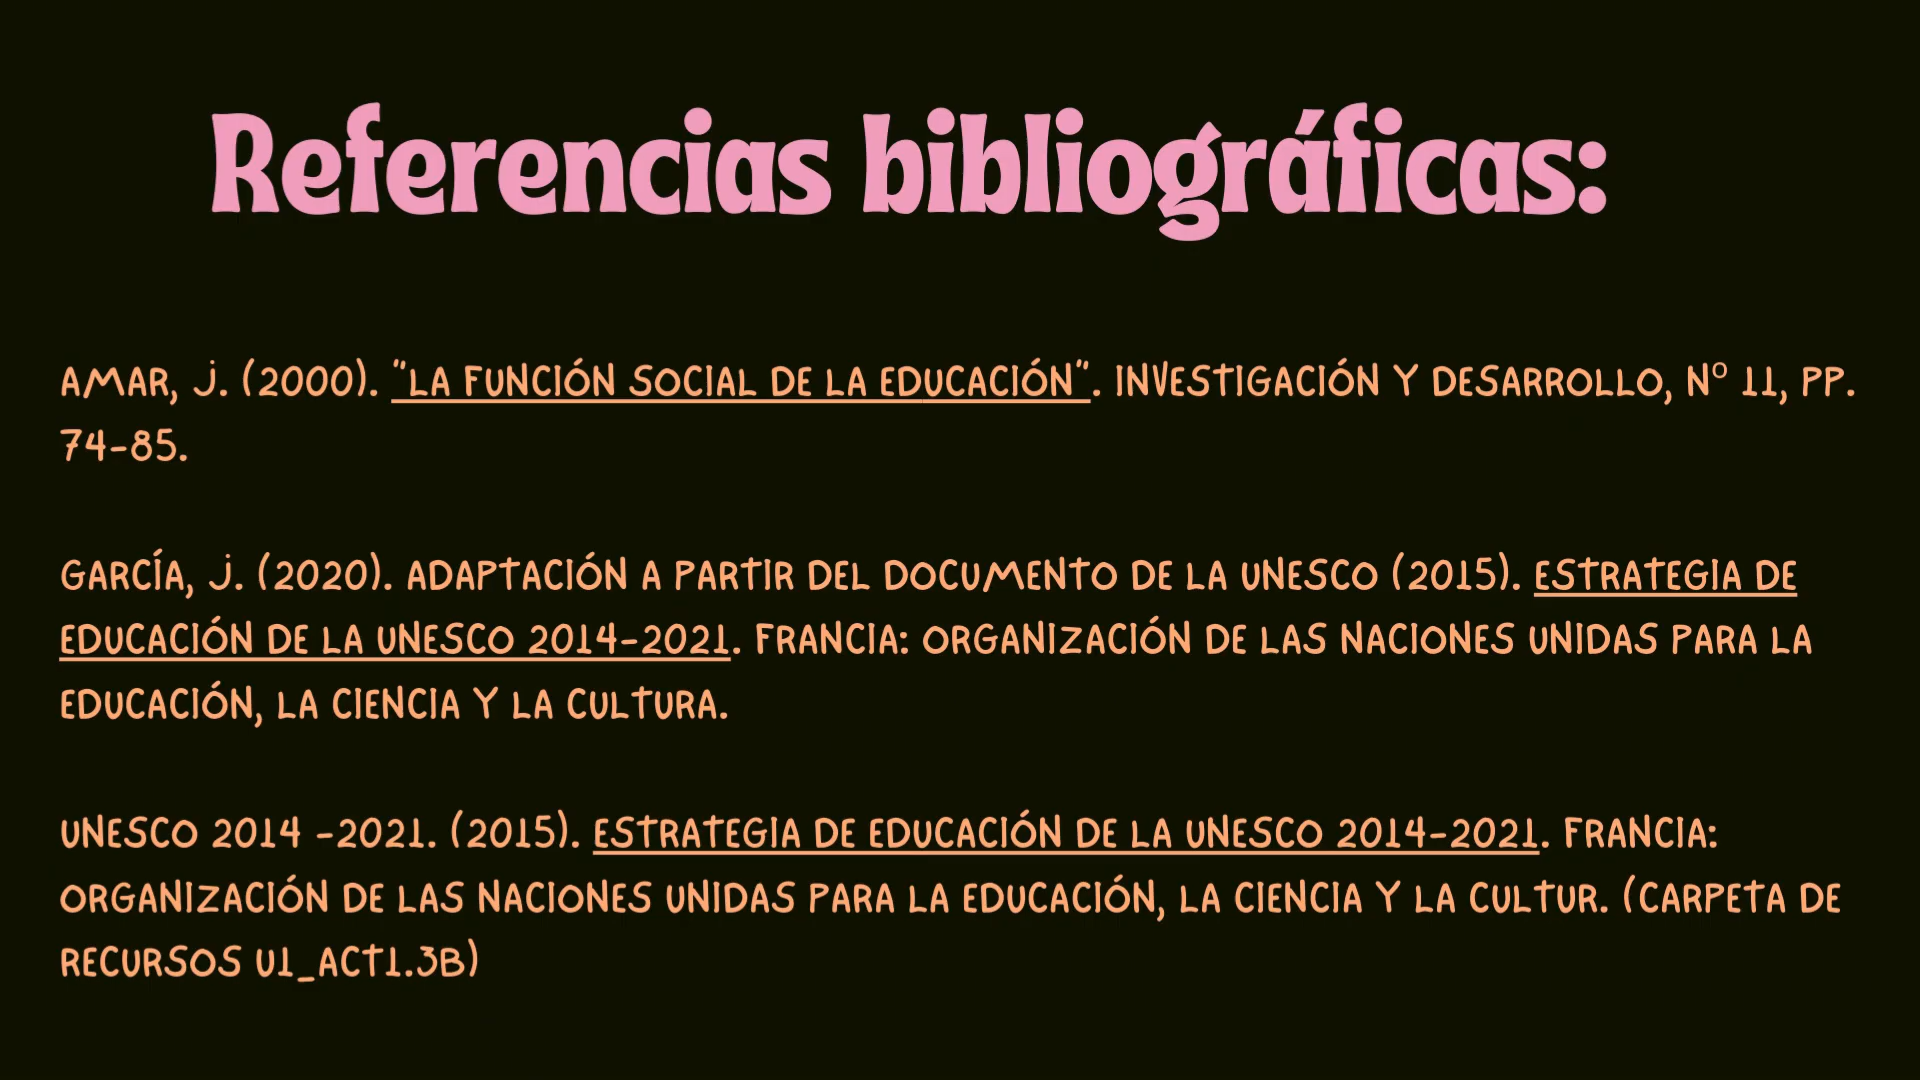 Referencias bibliográficas:
AMAR, J. (2000). "LA FUNCIÓN SOCIAL DE LA EDUCACIÓN". INVESTIGACIÓN Y DESARROLLO, Nº 11, PP.
74-85.
GARCÍA, J. (2020). ADAPTACIÓN A PARTIR DEL DOCUMENTO DE LA UNESCO (2015). ESTRATEGIA DE
EDUCACIÓN DE LA UNESCO 2014-2021. FRANCIA: ORGANIZACIÓN DE LAS NACIONES UNIDAS PARA LA
EDUCACIÓN, LA CIENCIA Y LA CULTURA.
UNESCO 2014 -2021. (2015). ESTRATEGIA DE EDUCACIÓN DE LA UNESCO 2014-2021. FRANCIA:
ORGANIZACIÓN DE LAS NACIONES UNIDAS PARA LA EDUCACIÓN, LA CIENCIA Y LA CULTUR. (CARPETA DE
RECURSOS U1_ACT1.3B)